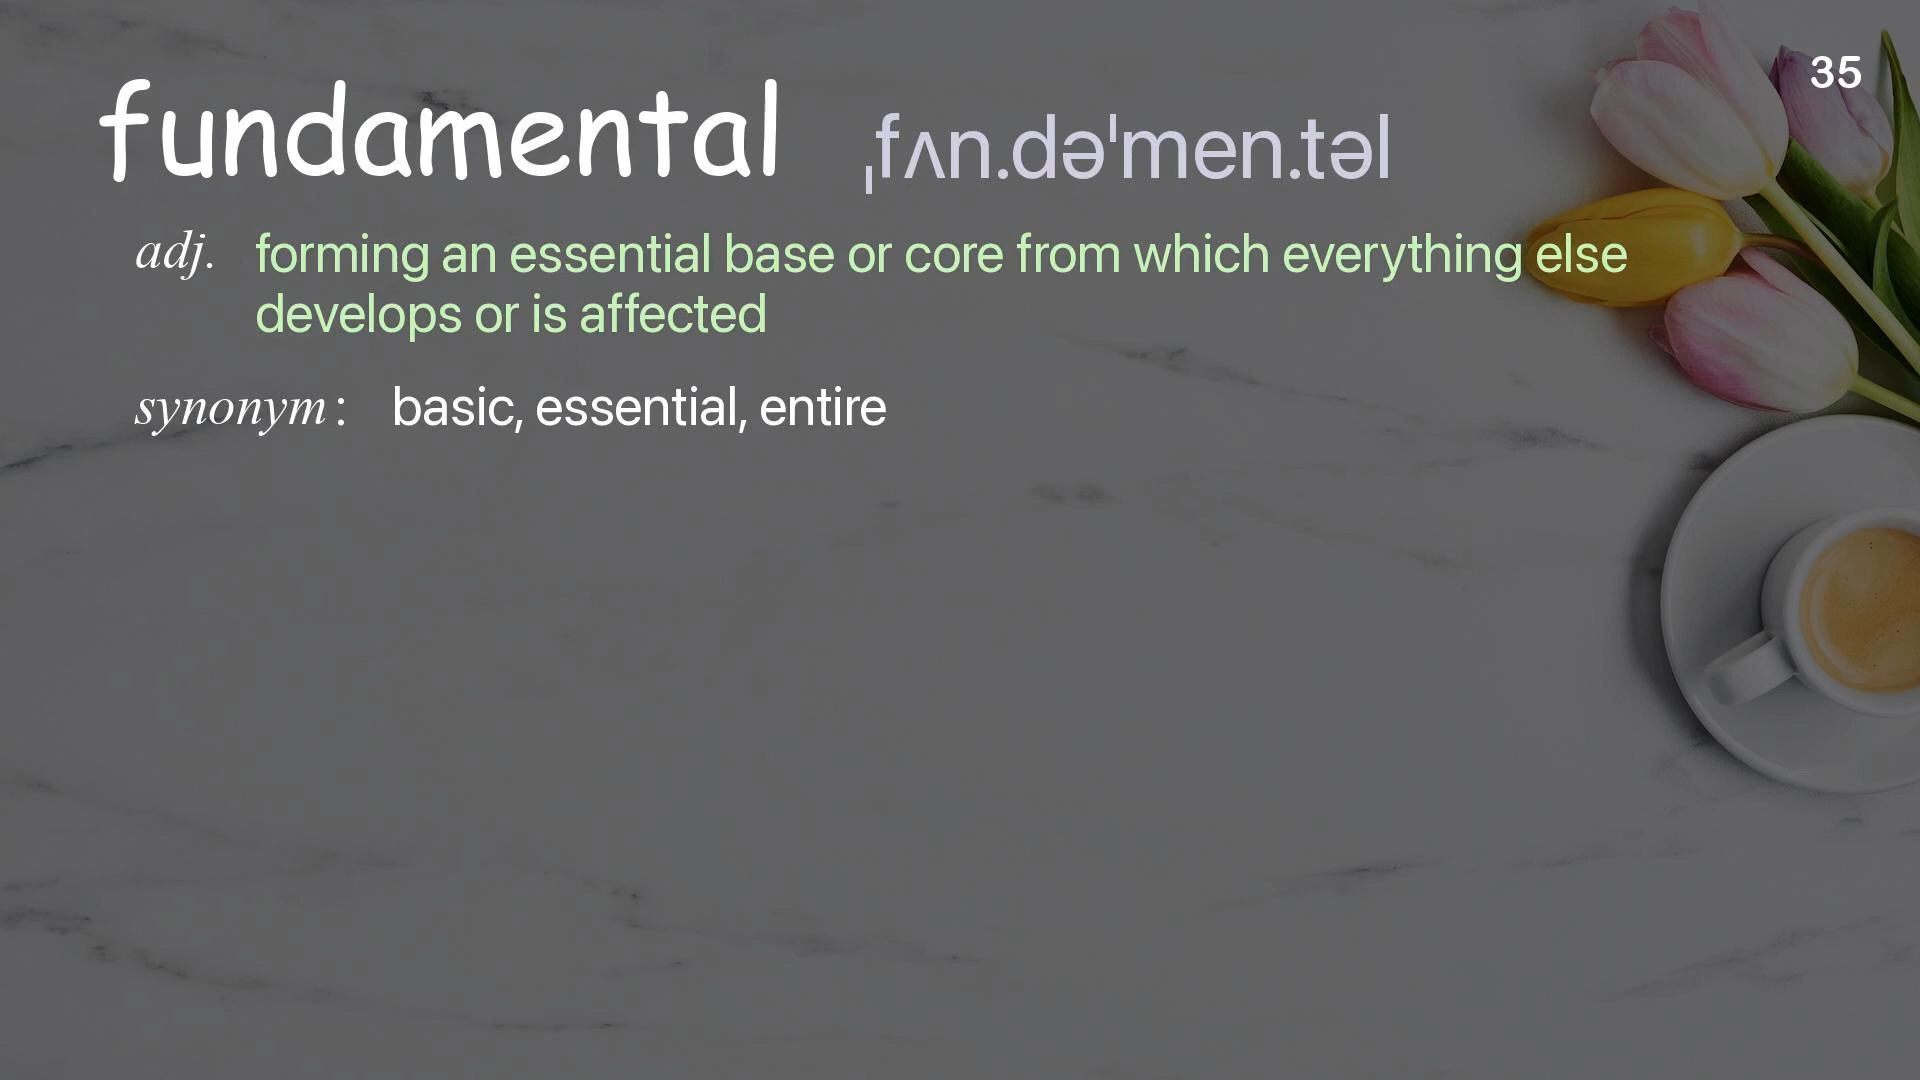 35
fundamental ˌfʌn.dəˈmen.təl
adj. forming an essential base or core from which everything else
develops or is affected
synonym: basic, essential, entire